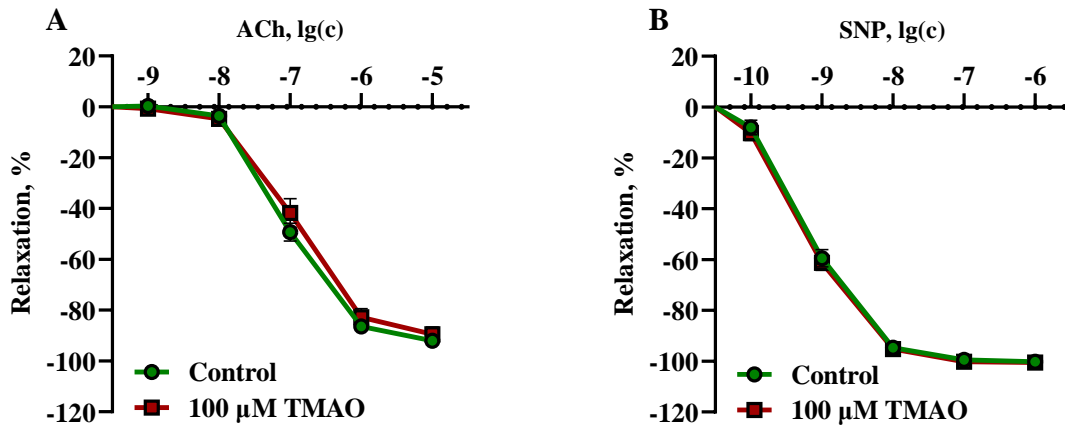 A
ACh, lg(c)
20
-9 -8 -7 -6 -5
0
-20
-40
-60
-80
-100
-120
Relaxation, %
Control
100 µM TMAO
B
SNP, lg(c)
20
-10 -9 -8 -7 -6
0
-20
-40
-60
-80
-100
-120
Relaxation, %
Control
100 µM TMAO